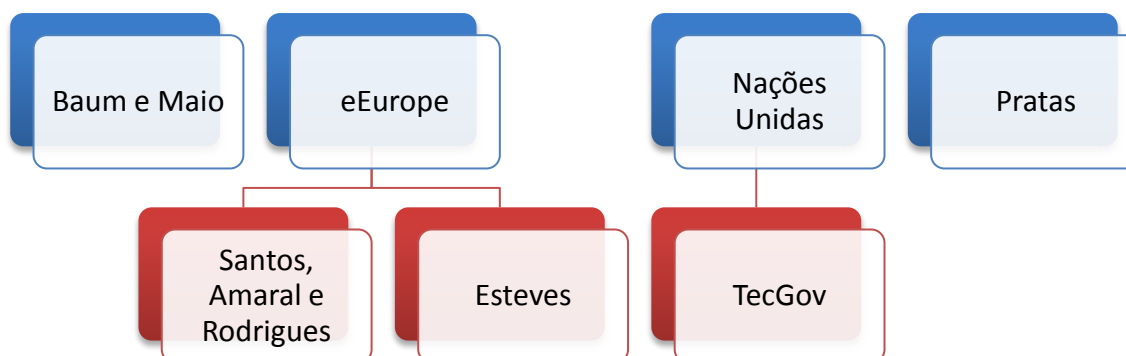 Baum e Maio
eEurope
Nações
Unidas
Pratas
Santos,
Amaral e
Rodrigues
Esteves
TecGov